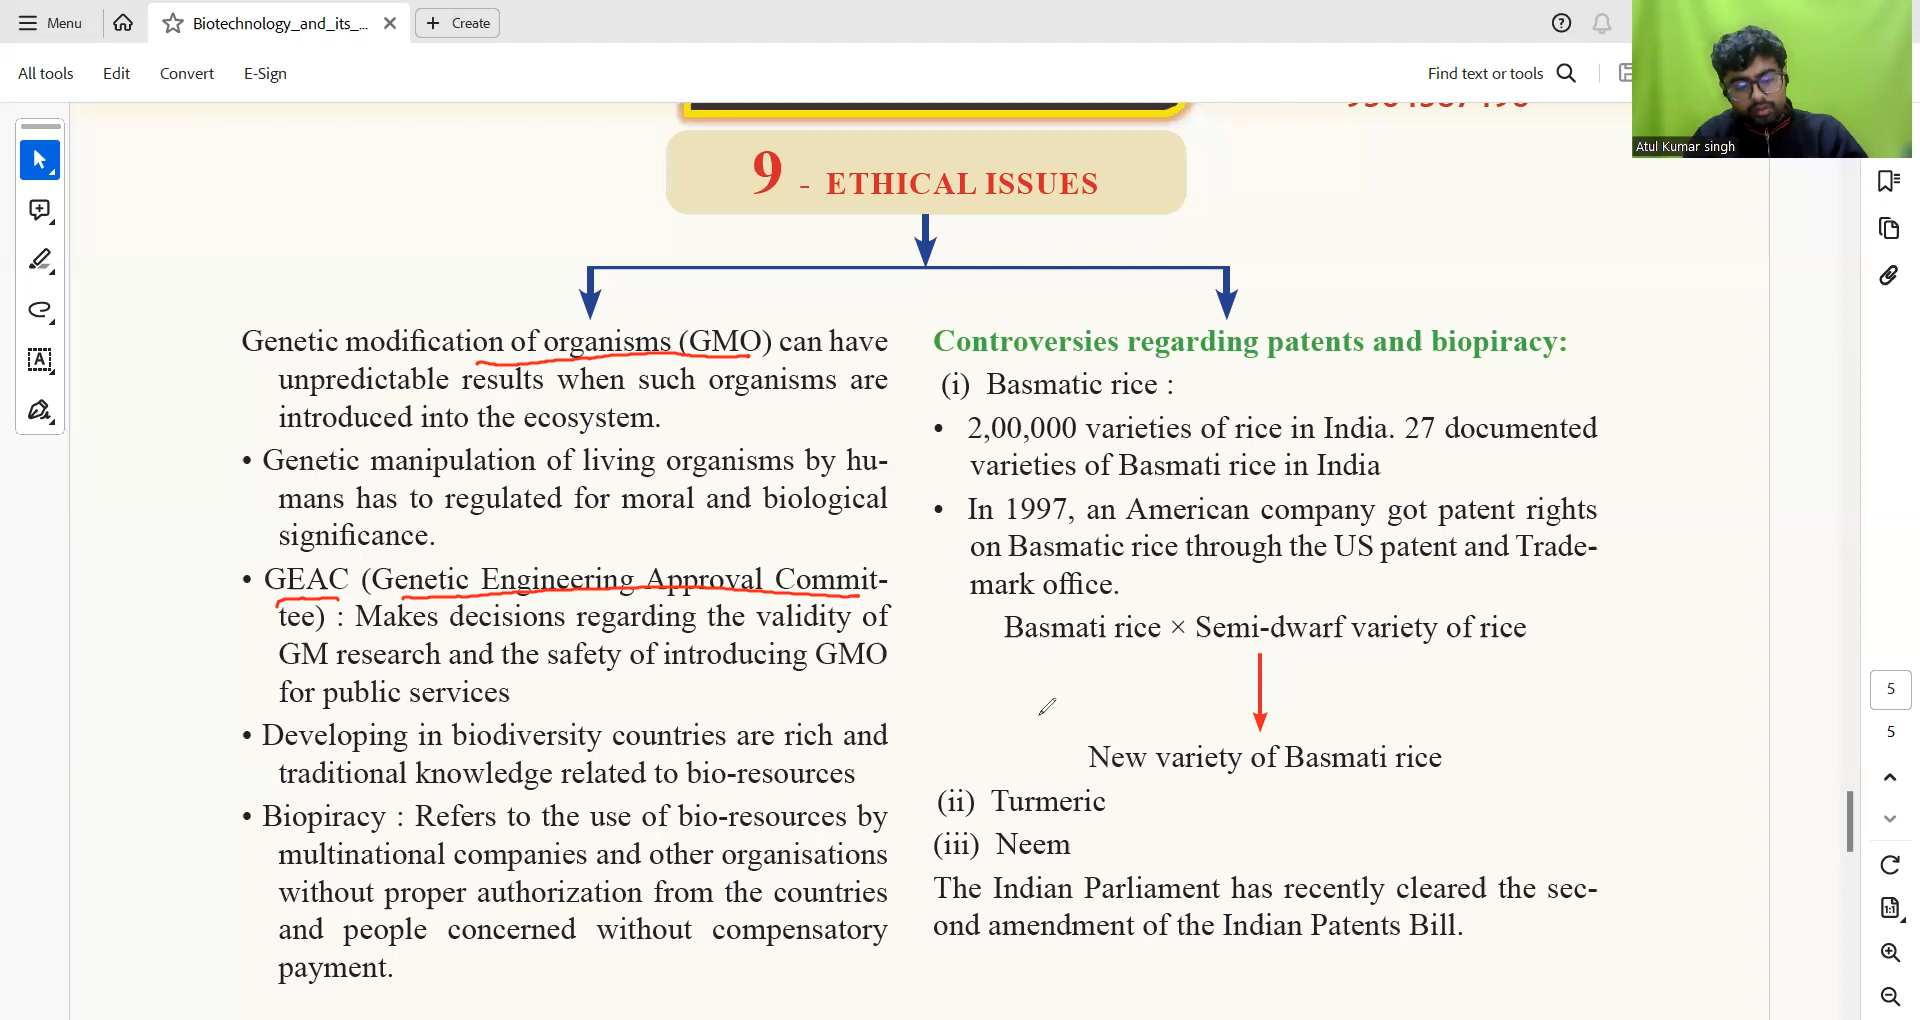 Menu
Biotechnology_and_its_...
Create
All tools
Edit
Convert
E-Sign
Find text or tools
Atul Kumar singh
9 - ETHICAL ISSUES
Genetic modification of organisms (GMO) can have
unpredictable results when such organisms are
introduced into the ecosystem.
• Genetic manipulation of living organisms by hu-
mans has to regulated for moral and biological
significance.
• GEAC (Genetic Engineering Approval Commit-
tee) : Makes decisions regarding the validity of
GM research and the safety of introducing GMO
for public services
• Developing in biodiversity countries are rich and
traditional knowledge related to bio-resources
• Biopiracy : Refers to the use of bio-resources by
multinational companies and other organisations
without proper authorization from the countries
and people concerned without compensatory
payment.
Controversies regarding patents and biopiracy:
(i) Basmatic rice :
• 2,00,000 varieties of rice in India. 27 documented
varieties of Basmati rice in India
• In 1997, an American company got patent rights
on Basmatic rice through the US patent and Trade-
mark office.
Basmati rice × Semi-dwarf variety of rice
New variety of Basmati rice
(ii) Turmeric
(iii) Neem
The Indian Parliament has recently cleared the sec-
ond amendment of the Indian Patents Bill.
5
5
1:1